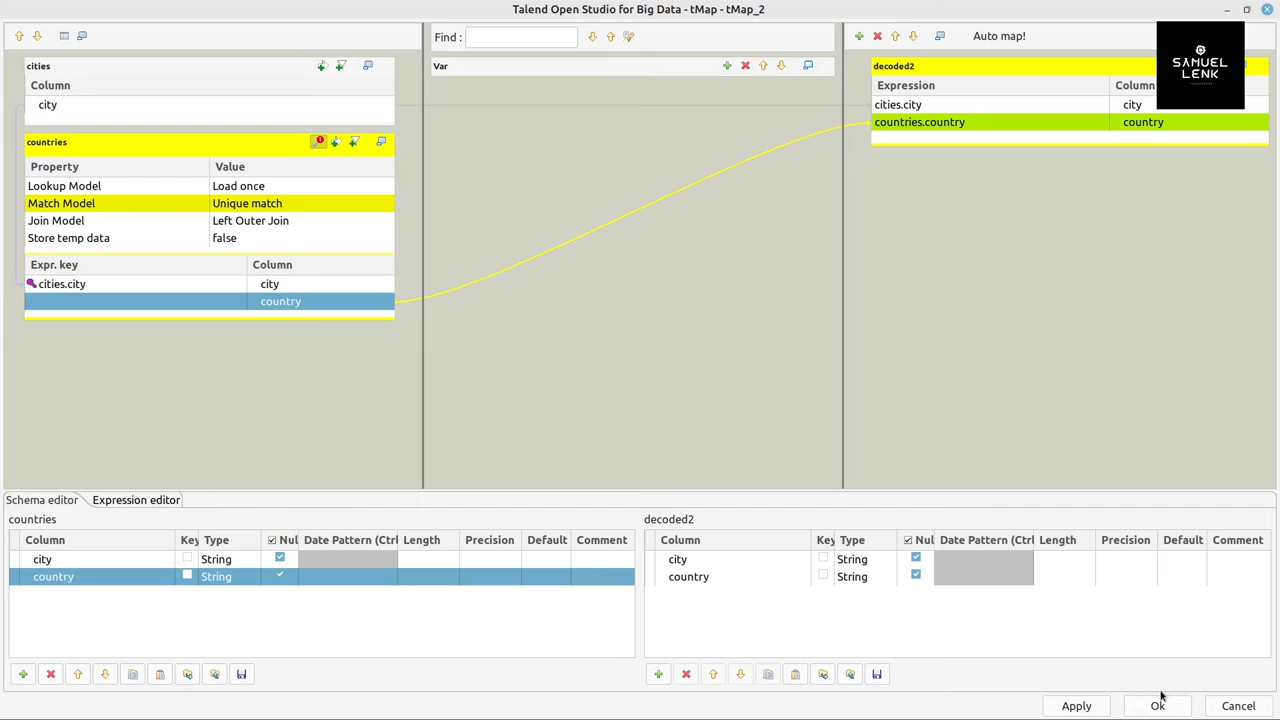 Talend Open Studio for Big Data - tMap - tMap_2
Find :
Auto map!
SAMUEL
LENK
cities
Column
city
Var
decoded2
Expression Column
cities.city city
countries.country country
countries
Property Value
Lookup Model Load once
Match Model Unique match
Join Model Left Outer Join
Store temp data false
Expr. key Column
cities.city city
country
Schema editor Expression editor
countries
Column Key Type Nul Date Pattern (Ctrl Length Precision Default Comment
city String
country String
decoded2
Column Key Type Nul Date Pattern (Ctrl Length Precision Default Comment
city String
country String
Apply Ok Cancel